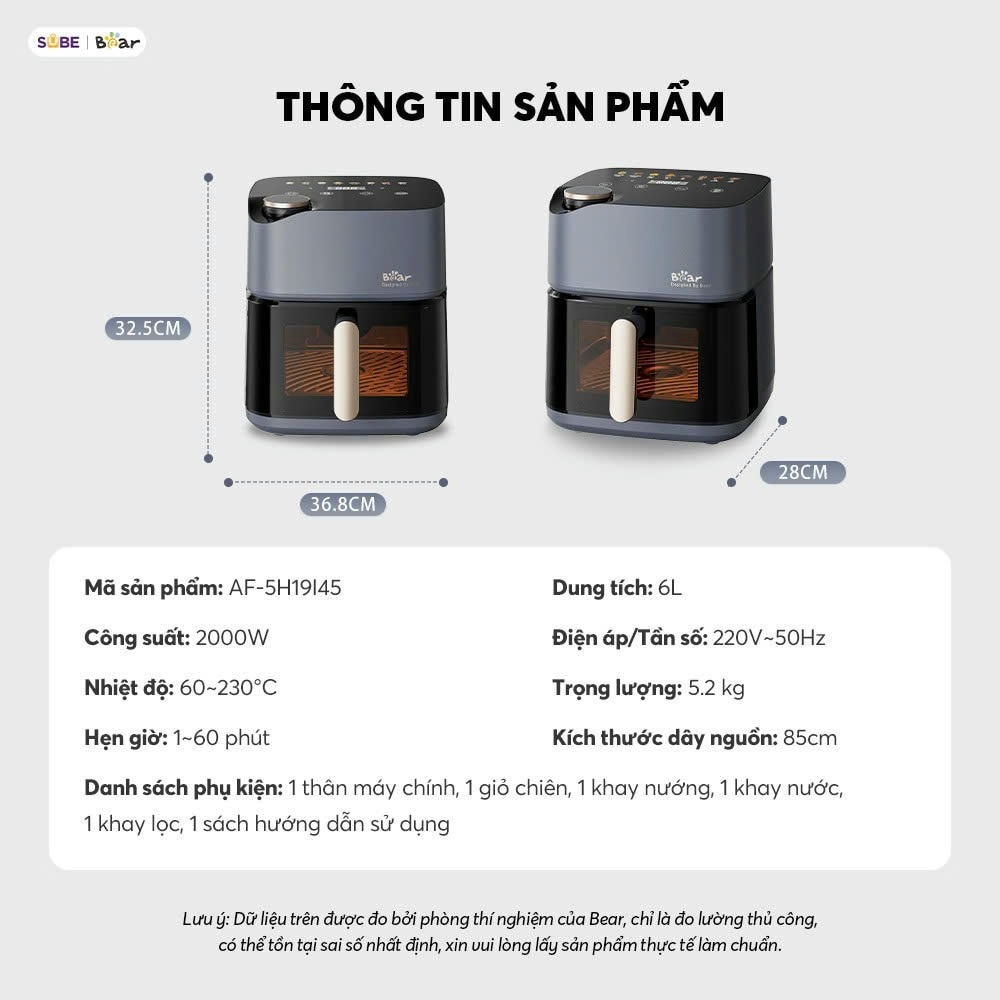 SUBE | Bear
THÔNG TIN SẢN PHẨM
Bear
Designed By Bear
32.5CM
36.8CM
28CM
Mã sản phẩm: AF-5H19I45
Dung tích: 6L
Công suất: 2000W
Điện áp/Tần số: 220V~50Hz
Nhiệt độ: 60~230°C
Trọng lượng: 5.2 kg
Hẹn giờ: 1~60 phút
Kích thước dây nguồn: 85cm
Danh sách phụ kiện: 1 thân máy chính, 1 giỏ chiên, 1 khay nướng, 1 khay nước,
1 khay lọc, 1 sách hướng dẫn sử dụng
Lưu ý: Dữ liệu trên được đo bởi phòng thí nghiệm của Bear, chỉ là đo lường thủ công,
có thể tồn tại sai số nhất định, xin vui lòng lấy sản phẩm thực tế làm chuẩn.